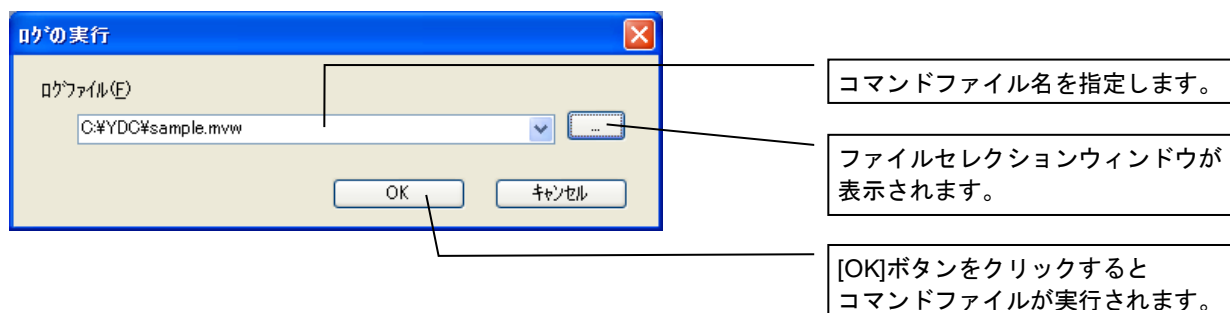 ﾛｸﾞの実行
ﾛｸﾞﾌｧｲﾙ(F)
C:¥YDC¥sample.mvw
...
OK
ｷｬﾝｾﾙ
コマンドファイル名を指定します。
ファイルセレクションウィンドウが
表示されます。
[OK]ボタンをクリックすると
コマンドファイルが実行されます。